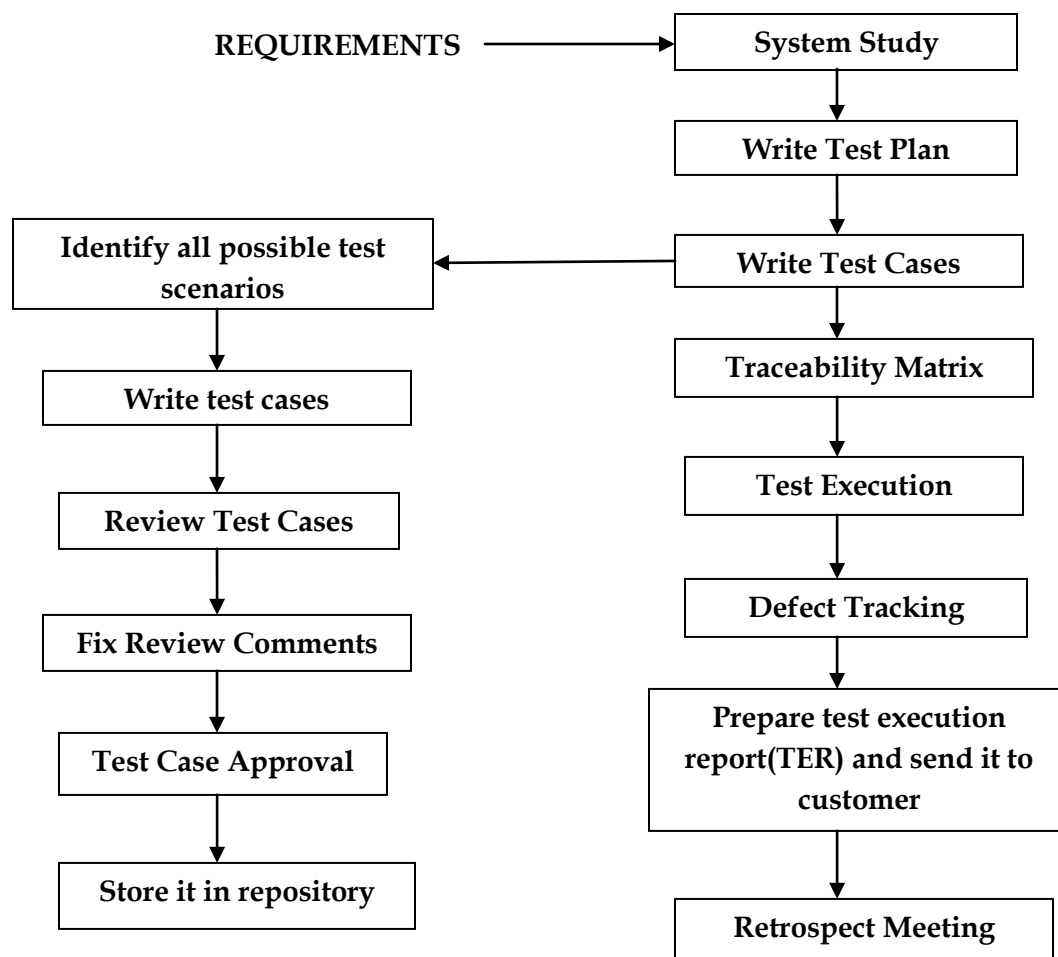 REQUIREMENTS
System Study
Write Test Plan
Identify all possible test
scenarios
Write Test Cases
Traceability Matrix
Write test cases
Test Execution
Review Test Cases
Defect Tracking
Fix Review Comments
Prepare test execution
report(TER) and send it to
customer
Test Case Approval
Store it in repository
Retrospect Meeting